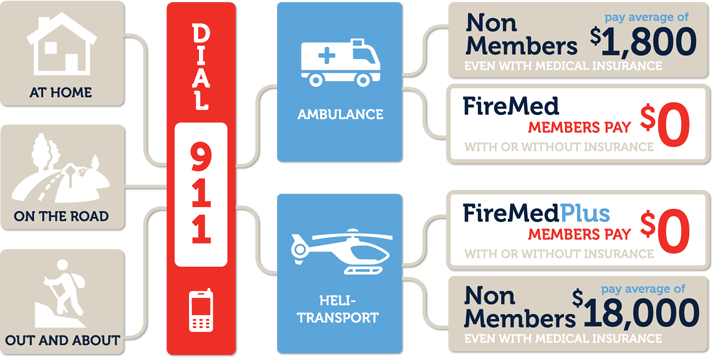 AT HOME
ON THE ROAD
OUT AND ABOUT
DIAL
911
AMBULANCE
HELI-
TRANSPORT
Non
Members
pay average of
$1,800
EVEN WITH MEDICAL INSURANCE
FireMed
MEMBERS PAY $0
WITH OR WITHOUT INSURANCE
FireMedPlus
MEMBERS PAY $0
WITH OR WITHOUT INSURANCE
Non
Members
pay average of
$18,000
EVEN WITH MEDICAL INSURANCE